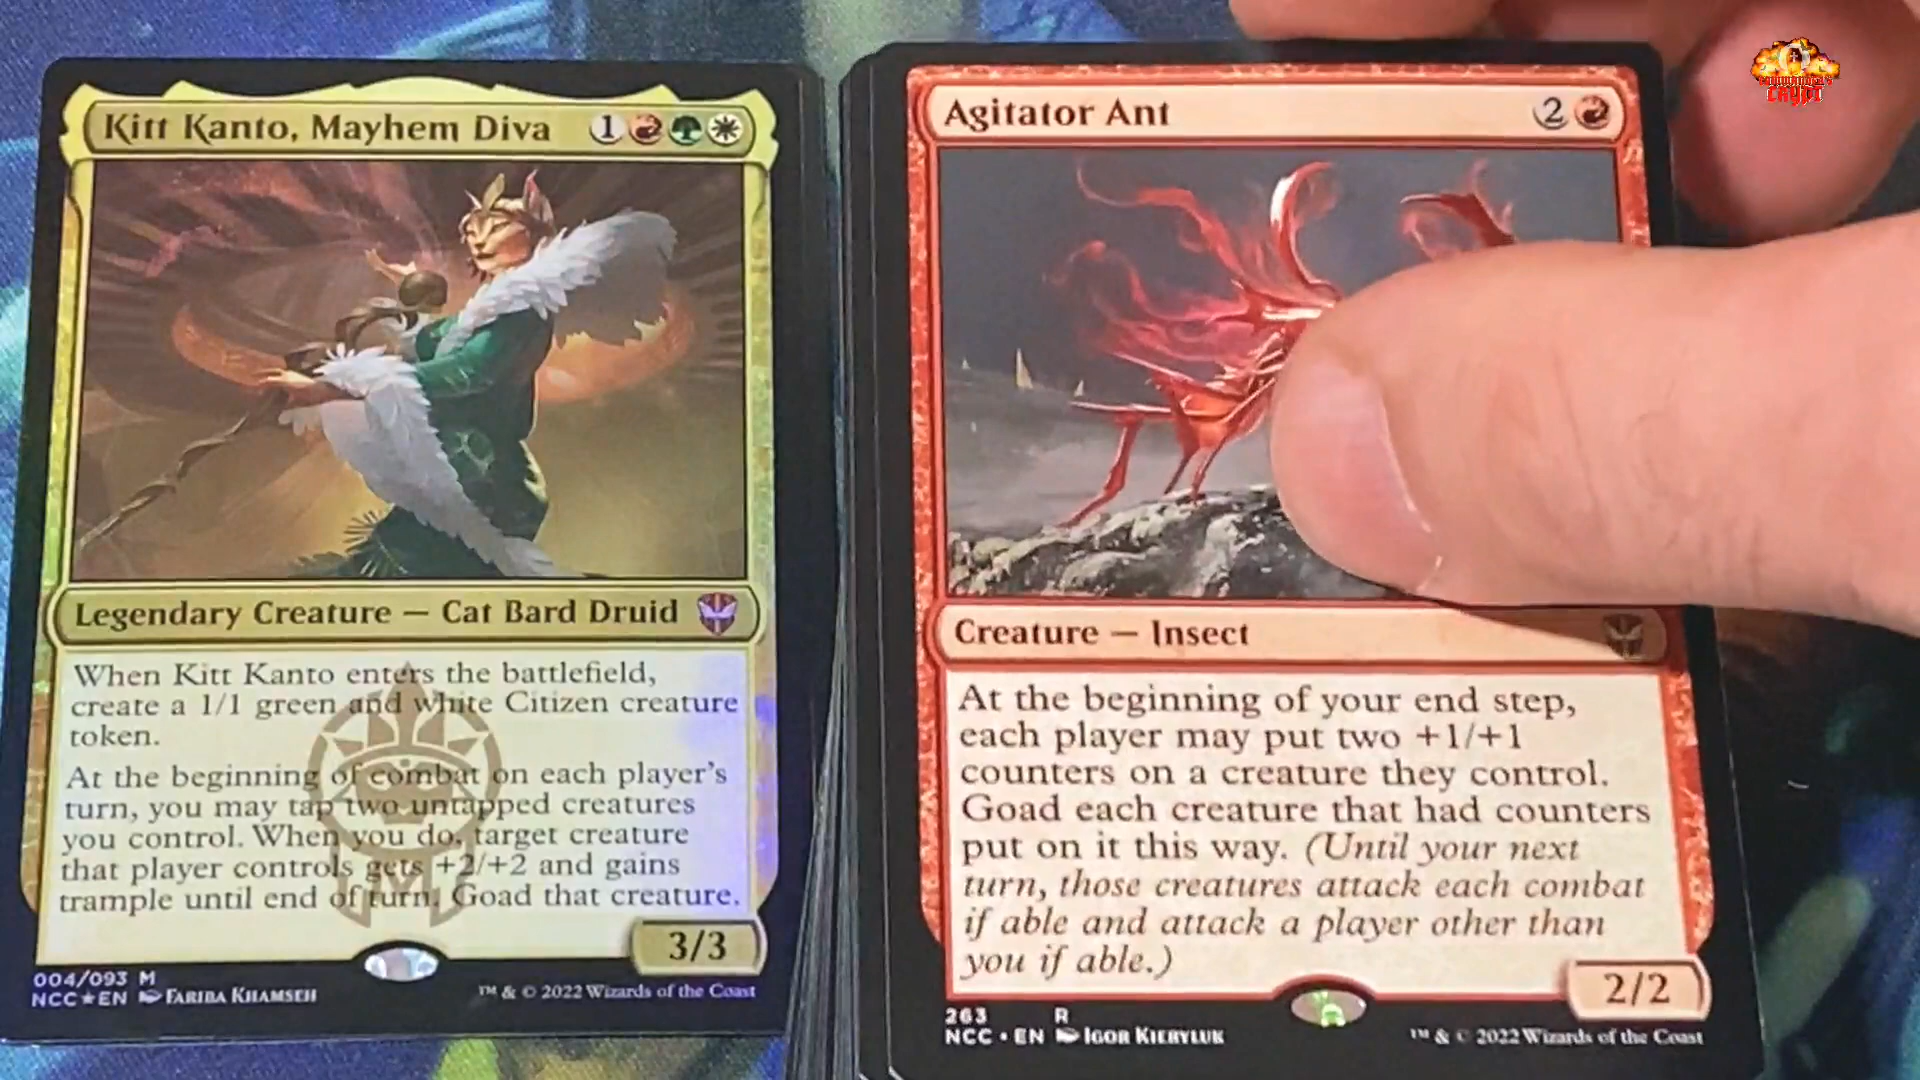 Kitt Kanto, Mayhem Diva 1
Legendary Creature — Cat Bard Druid
When Kitt Kanto enters the battlefield,
create a 1/1 green and white Citizen creature
token.
At the beginning of combat on each player's
turn, you may tap two untapped creatures
you control. When you do, target creature
that player controls gets +2/+2 and gains
trample until end of turn. Goad that creature.
3/3
004/093 M
NCC★EN Fariba Khamseh
™ & © 2022 Wizards of the Coast
Agitator Ant 2
Creature — Insect
At the beginning of your end step,
each player may put two +1/+1
counters on a creature they control.
Goad each creature that had counters
put on it this way. (Until your next
turn, those creatures attack each combat
if able and attack a player other than
you if able.)
2/2
263 R
NCC • EN Igor Kieryluk
™ & © 2022 Wizards of the Coast
CRYPT